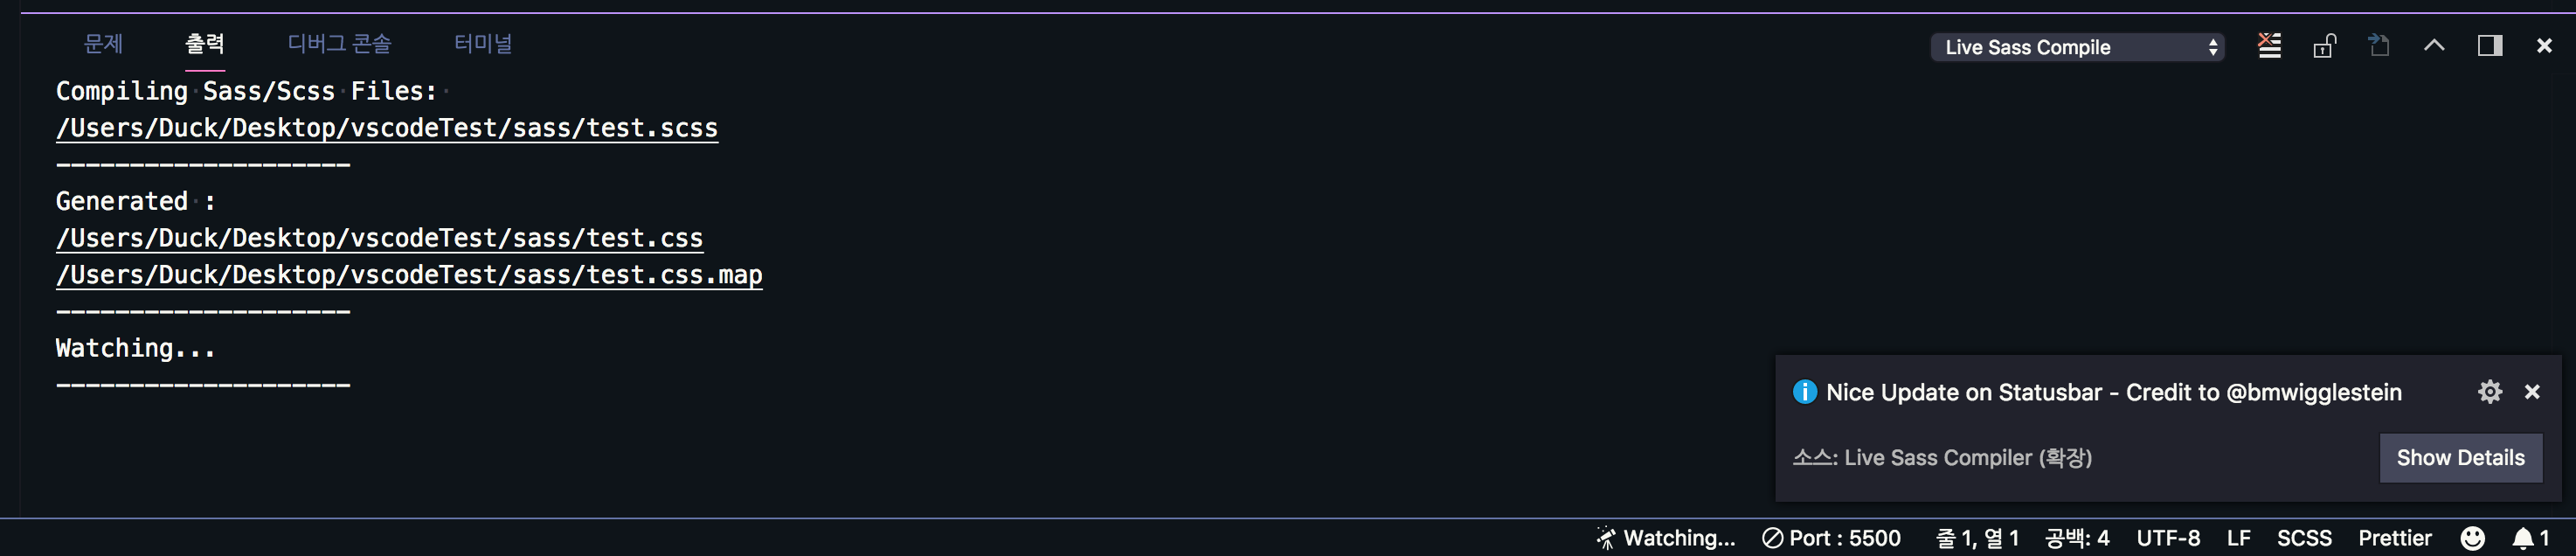 문제 출력 디버그 콘솔 터미널 Live Sass Compile
Compiling Sass/Scss Files:
/Users/Duck/Desktop/vscodeTest/sass/test.scss
--------------------
Generated :
/Users/Duck/Desktop/vscodeTest/sass/test.css
/Users/Duck/Desktop/vscodeTest/sass/test.css.map
--------------------
Watching...
--------------------
Nice Update on Statusbar - Credit to @bmwigglestein
소스: Live Sass Compiler (확장) Show Details
Watching... Port : 5500 줄 1, 열 1 공백: 4 UTF-8 LF SCSS Prettier 1